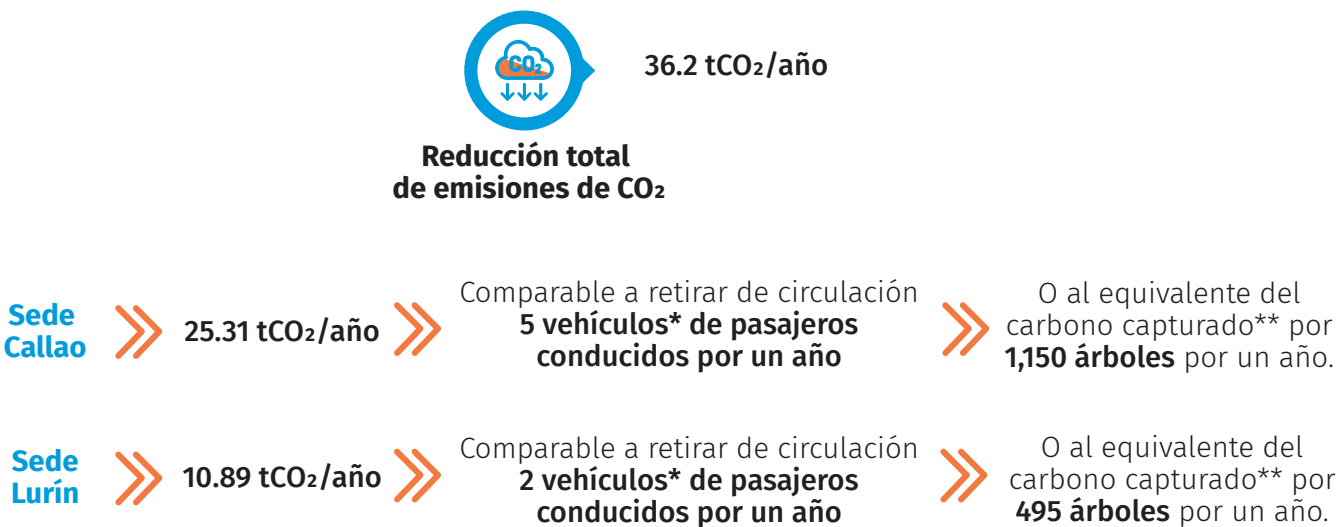 CO₂
36.2 tCO₂/año
Reducción total
de emisiones de CO₂
Sede
Callao
25.31 tCO₂/año
Comparable a retirar de circulación
5 vehículos* de pasajeros
conducidos por un año
O al equivalente del
carbono capturado** por
1,150 árboles por un año.
Sede
Lurín
10.89 tCO₂/año
Comparable a retirar de circulación
2 vehículos* de pasajeros
conducidos por un año
O al equivalente del
carbono capturado** por
495 árboles por un año.